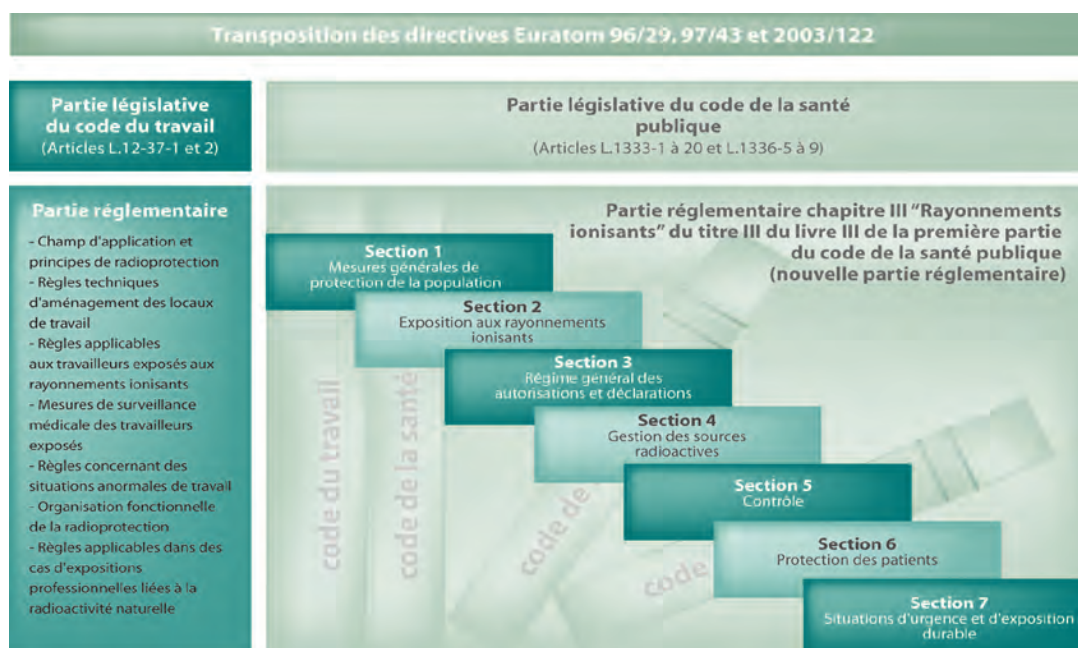 Transposition des directives Euratom 96/29, 97/43 et 2003/122
Partie législative
du code du travail
(Articles L.12-37-1 et 2)
Partie législative du code de la santé
publique
(Articles L.1333-1 à 20 et L.1336-5 à 9)
Partie réglementaire
- Champ d'application et
principes de radioprotection
- Règles techniques
d'aménagement des locaux
de travail
- Règles applicables
aux travailleurs exposés aux
rayonnements ionisants
- Mesures de surveillance
médicale des travailleurs
exposés
- Règles concernant des
situations anormales de travail
- Organisation fonctionnelle
de la radioprotection
- Règles applicables dans des
cas d'expositions
professionnelles liées à la
radioactivité naturelle
Partie réglementaire chapitre III "Rayonnements
ionisants" du titre III du livre III de la première partie
du code de la santé publique
(nouvelle partie réglementaire)
Section 1
Mesures générales de
protection de la population
Section 2
Exposition aux rayonnements
ionisants
Section 3
Régime général des
autorisations et déclarations
Section 4
Gestion des sources
radioactives
Section 5
Contrôle
Section 6
Protection des patients
Section 7
Situations d'urgence et d'exposition
durable
code du travail
code de la santé
code de
code